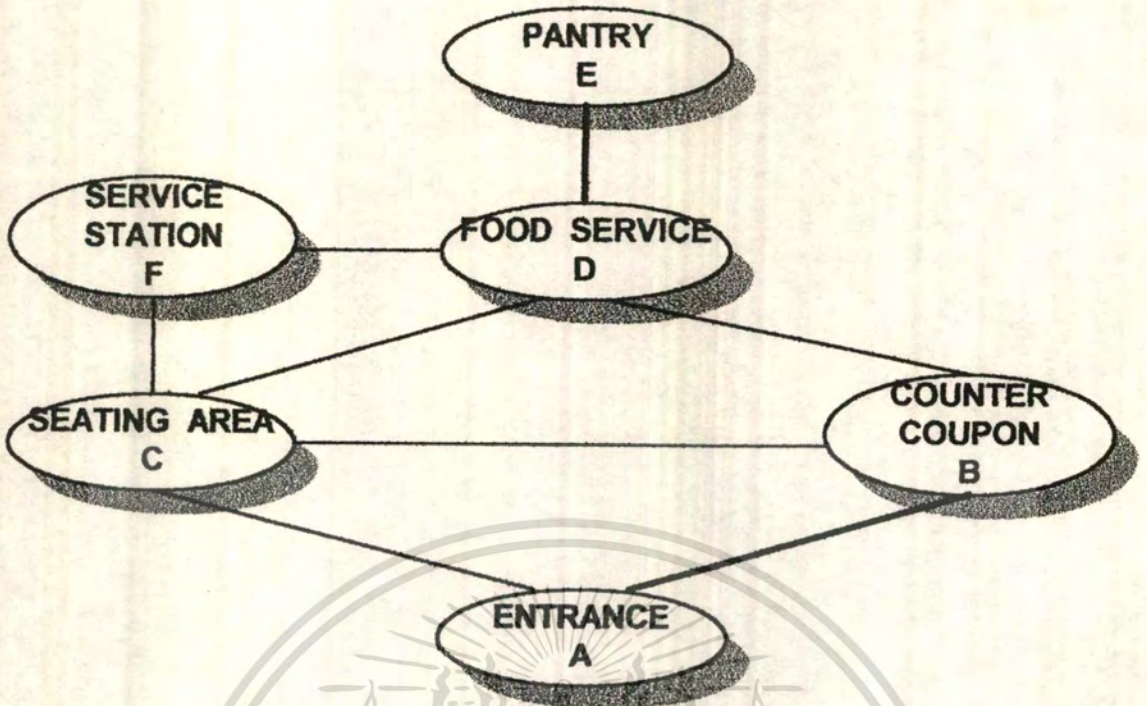 PANTRY
E
SERVICE
STATION
F
FOOD SERVICE
D
SEATING AREA
C
COUNTER
COUPON
B
ENTRANCE
A